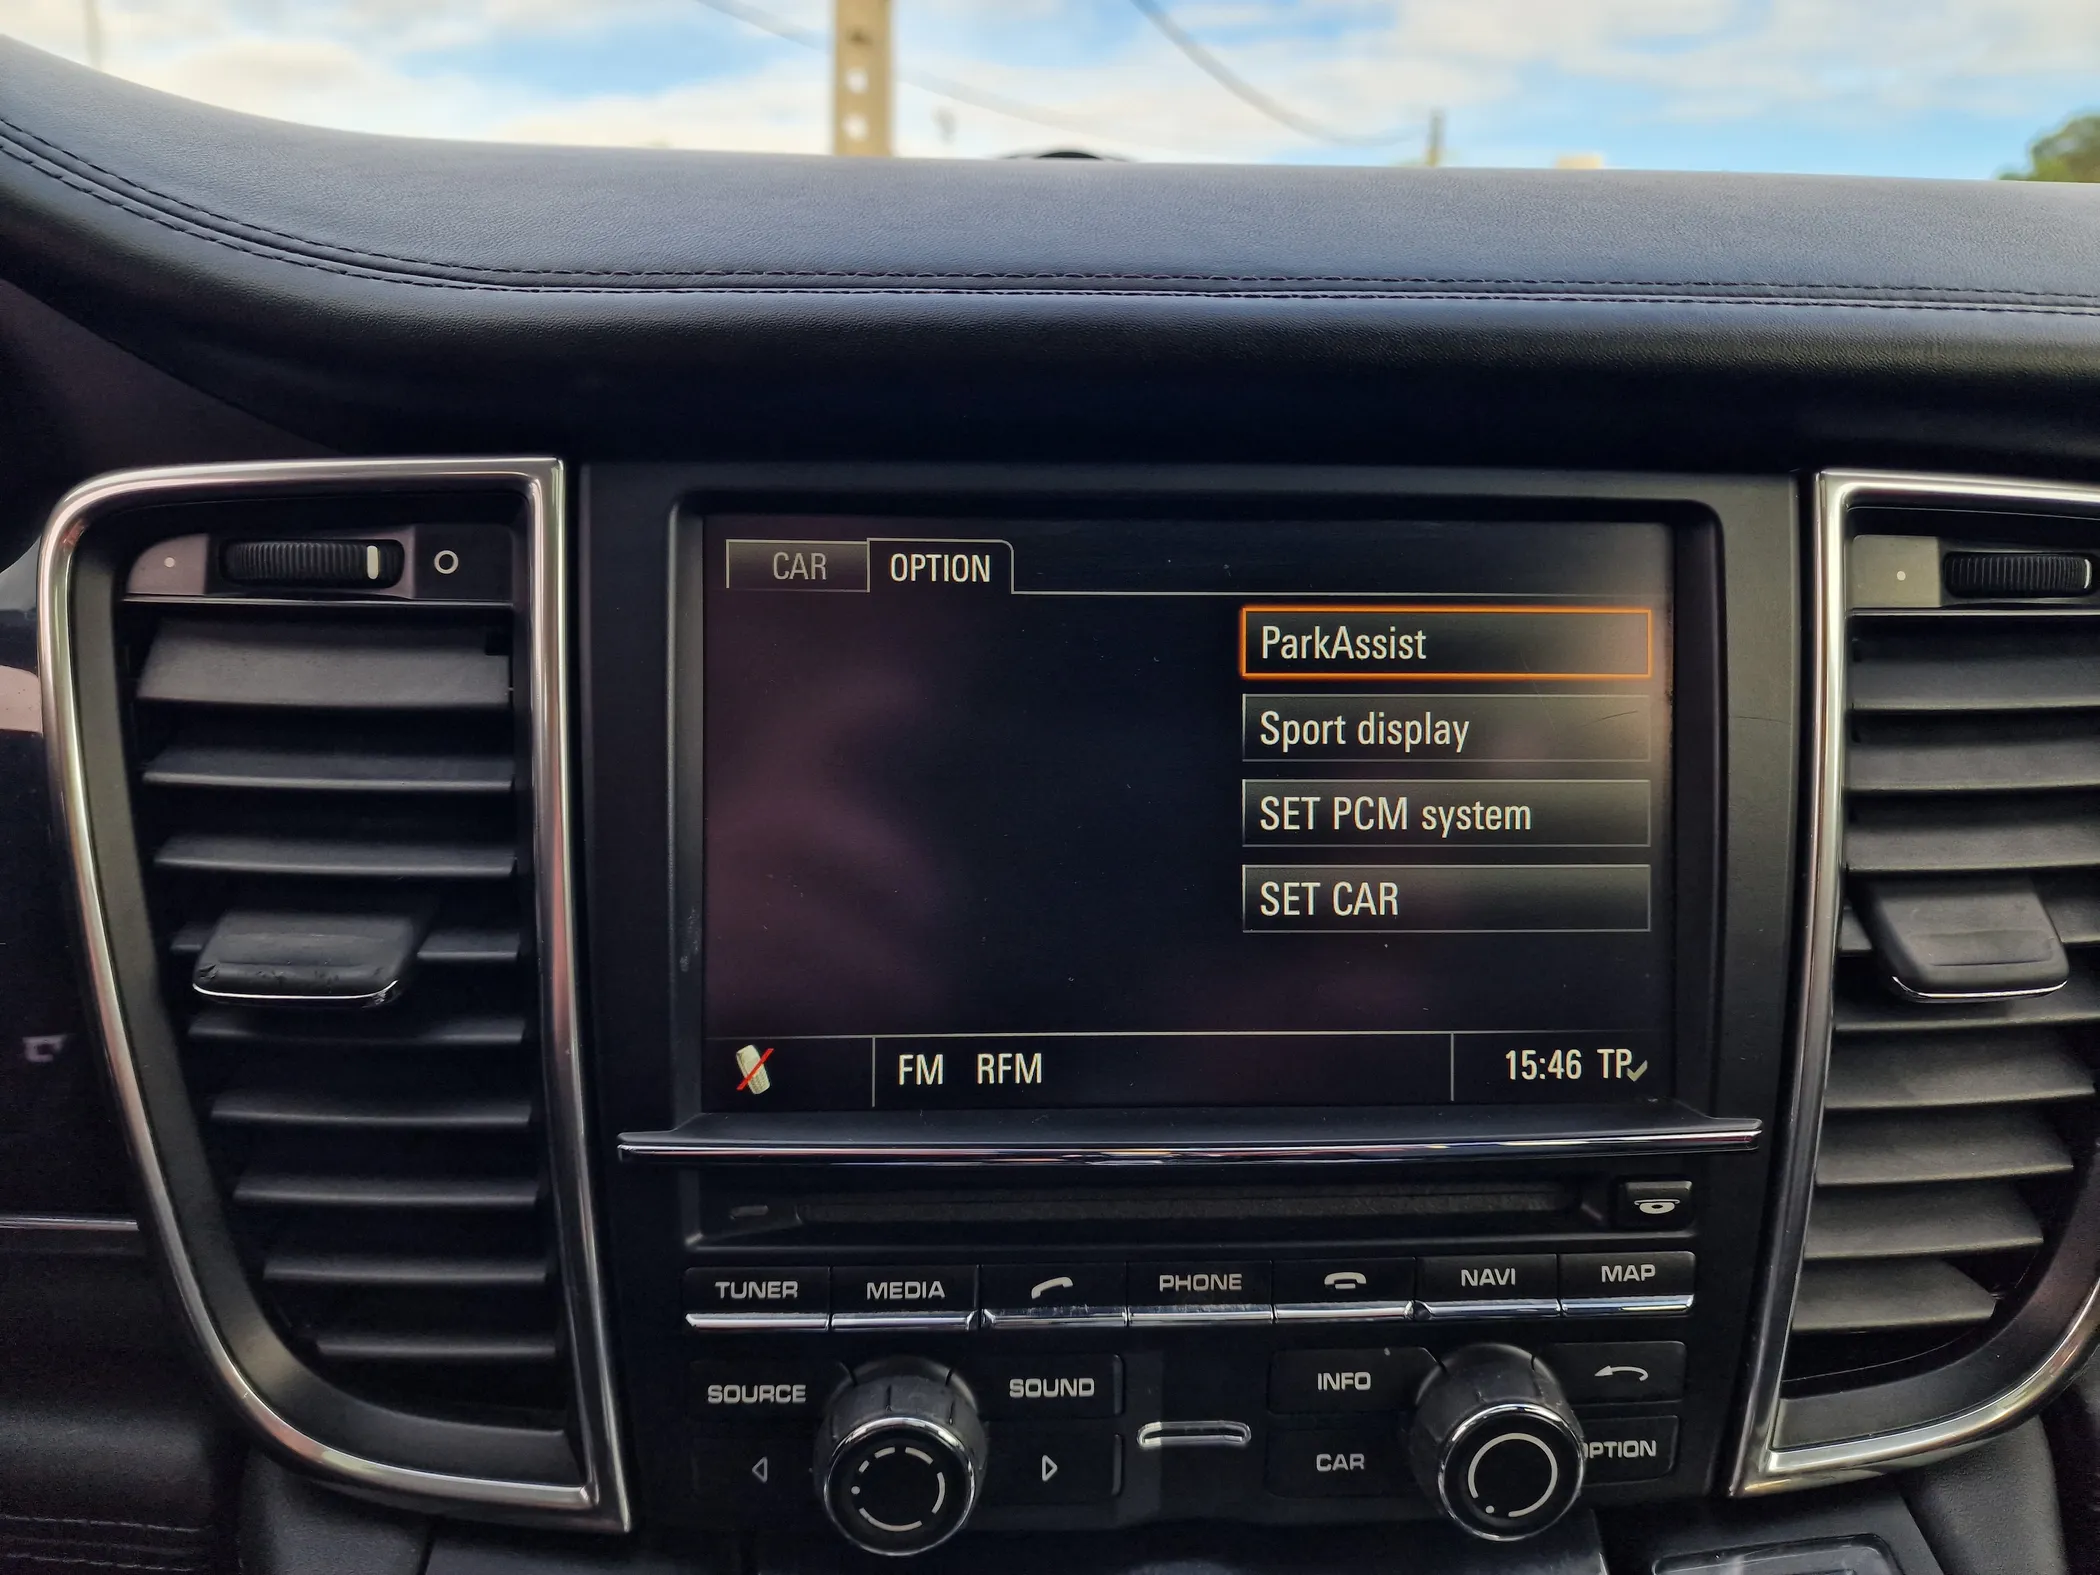 CAR OPTION
ParkAssist
Sport display
SET PCM system
SET CAR
FM RFM 15:46 TP
TUNER MEDIA PHONE NAVI MAP
SOURCE SOUND INFO
CAR OPTION